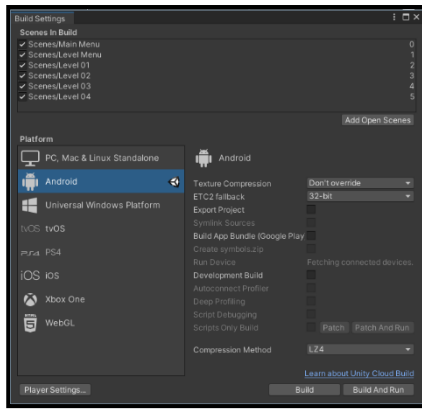 Build Settings
Scenes In Build
Scenes/Main Menu 0
Scenes/Level Menu 1
Scenes/Level 01 2
Scenes/Level 02 3
Scenes/Level 03 4
Scenes/Level 04 5
Add Open Scenes
Platform
PC, Mac & Linux Standalone
Android
Universal Windows Platform
tvOS tvOS
PS4 PS4
iOS iOS
Xbox One
5 WebGL
Android
Texture Compression Don't override
ETC2 fallback 32-bit
Export Project
Symlink Sources
Build App Bundle (Google Play
Create symbols.zip
Run Device Fetching connected devices.
Development Build
Autoconnect Profiler
Deep Profiling
Script Debugging
Scripts Only Build Patch Patch And Run
Compression Method LZ4
Learn about Unity Cloud Build
Player Settings... Build Build And Run